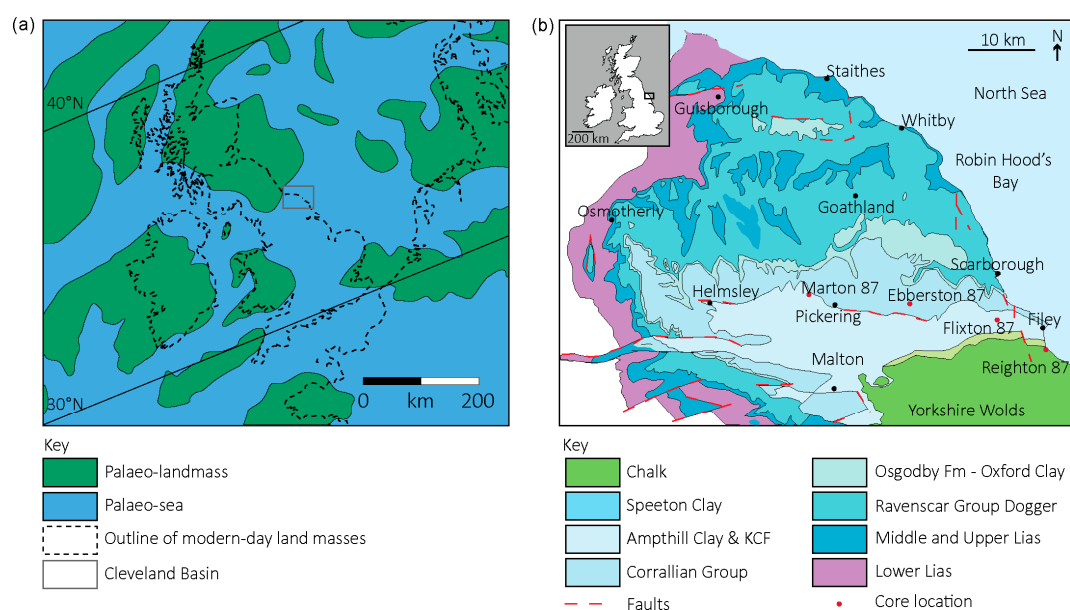 (a)
40°N
30°N
0 km 200
Key
Palaeo-landmass
Palaeo-sea
Outline of modern-day land masses
Cleveland Basin
(b)
200 km
10 km
N
Staithes
North Sea
Guisborough
Whitby
Robin Hood's
Bay
Osmotherly
Goathland
Scarborough
Helmsley
Marton 87
Ebberston 87
Pickering
Flixton 87
Filey
Malton
Reighton 87
Yorkshire Wolds
Key
Chalk
Speeton Clay
Ampthill Clay & KCF
Corrallian Group
Faults
Osgodby Fm - Oxford Clay
Ravenscar Group Dogger
Middle and Upper Lias
Lower Lias
Core location